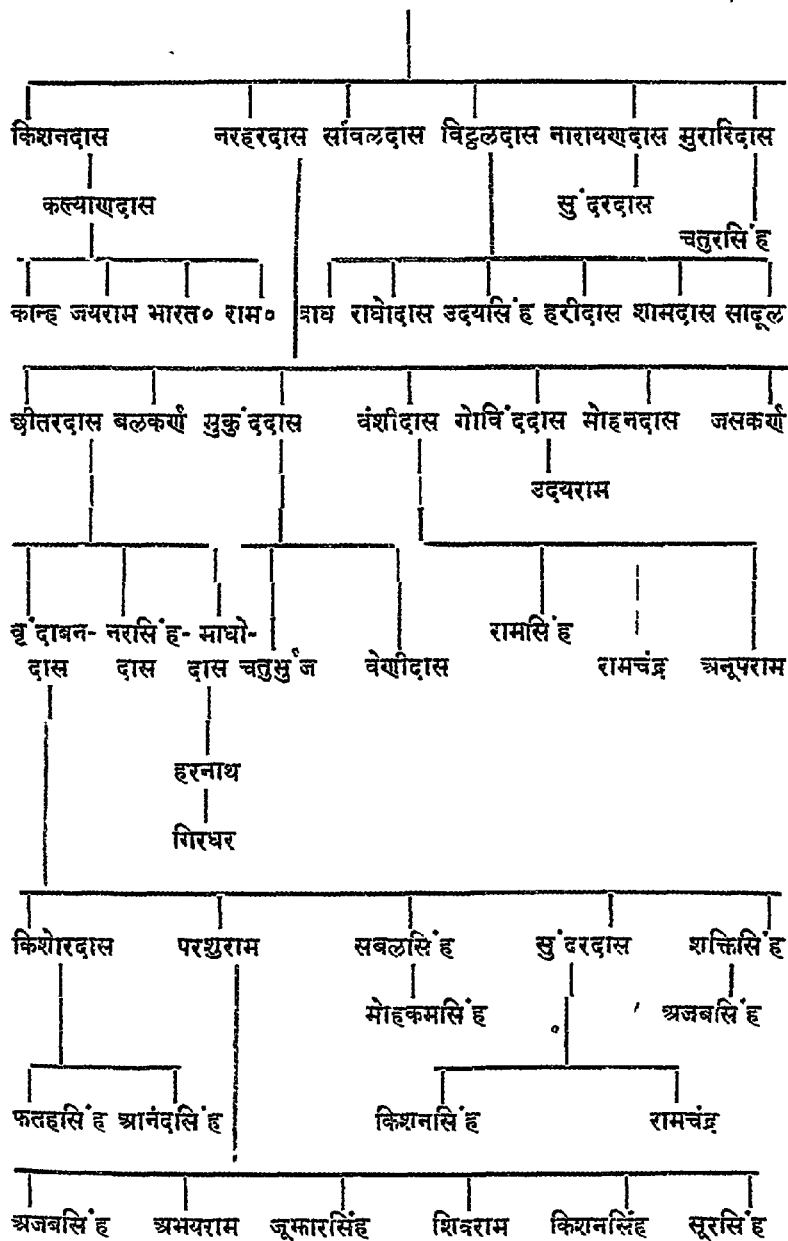 किशनदास नरहरदास सांवलदास विट्ठलदास नारायणदास मुरारिदास
कल्याणदास सुंदरदास
चतुरसिंह
कान्ह जयराम भारत० राम० बाघ राघोदास उदयसिंह हरीदास शामदास सादूल
छीतरदास बलकर्ण मुकुंददास वंशीदास गोविंददास मोहनदास जसकर्ण
उदयराम
वृंदाबन- नरसिंह- माधो- रामसिंह
दास दास दास चतुर्भुज वेणीदास रामचंद्र अनूपराम
हरनाथ
गिरधर
किशोरदास परशुराम सबलसिंह सुंदरदास शक्तिसिंह
मोहकमसिंह अजबसिंह
फतहसिंह आनंदसिंह किशनसिंह रामचंद्र
अजबसिंह अभयराम जूझारसिंह शिवराम किशनसिंह सूरसिंह